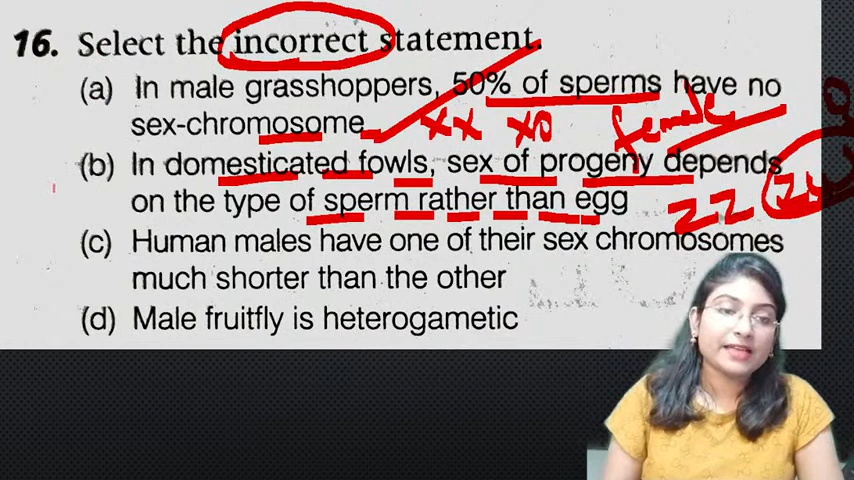 16. Select the incorrect statement.
(a) In male grasshoppers, 50% of sperms have no
sex-chromosome
XX XO female
(b) In domesticated fowls, sex of progeny depends
on the type of sperm rather than egg
ZZ
(c) Human males have one of their sex chromosomes
much shorter than the other
(d) Male fruitfly is heterogametic